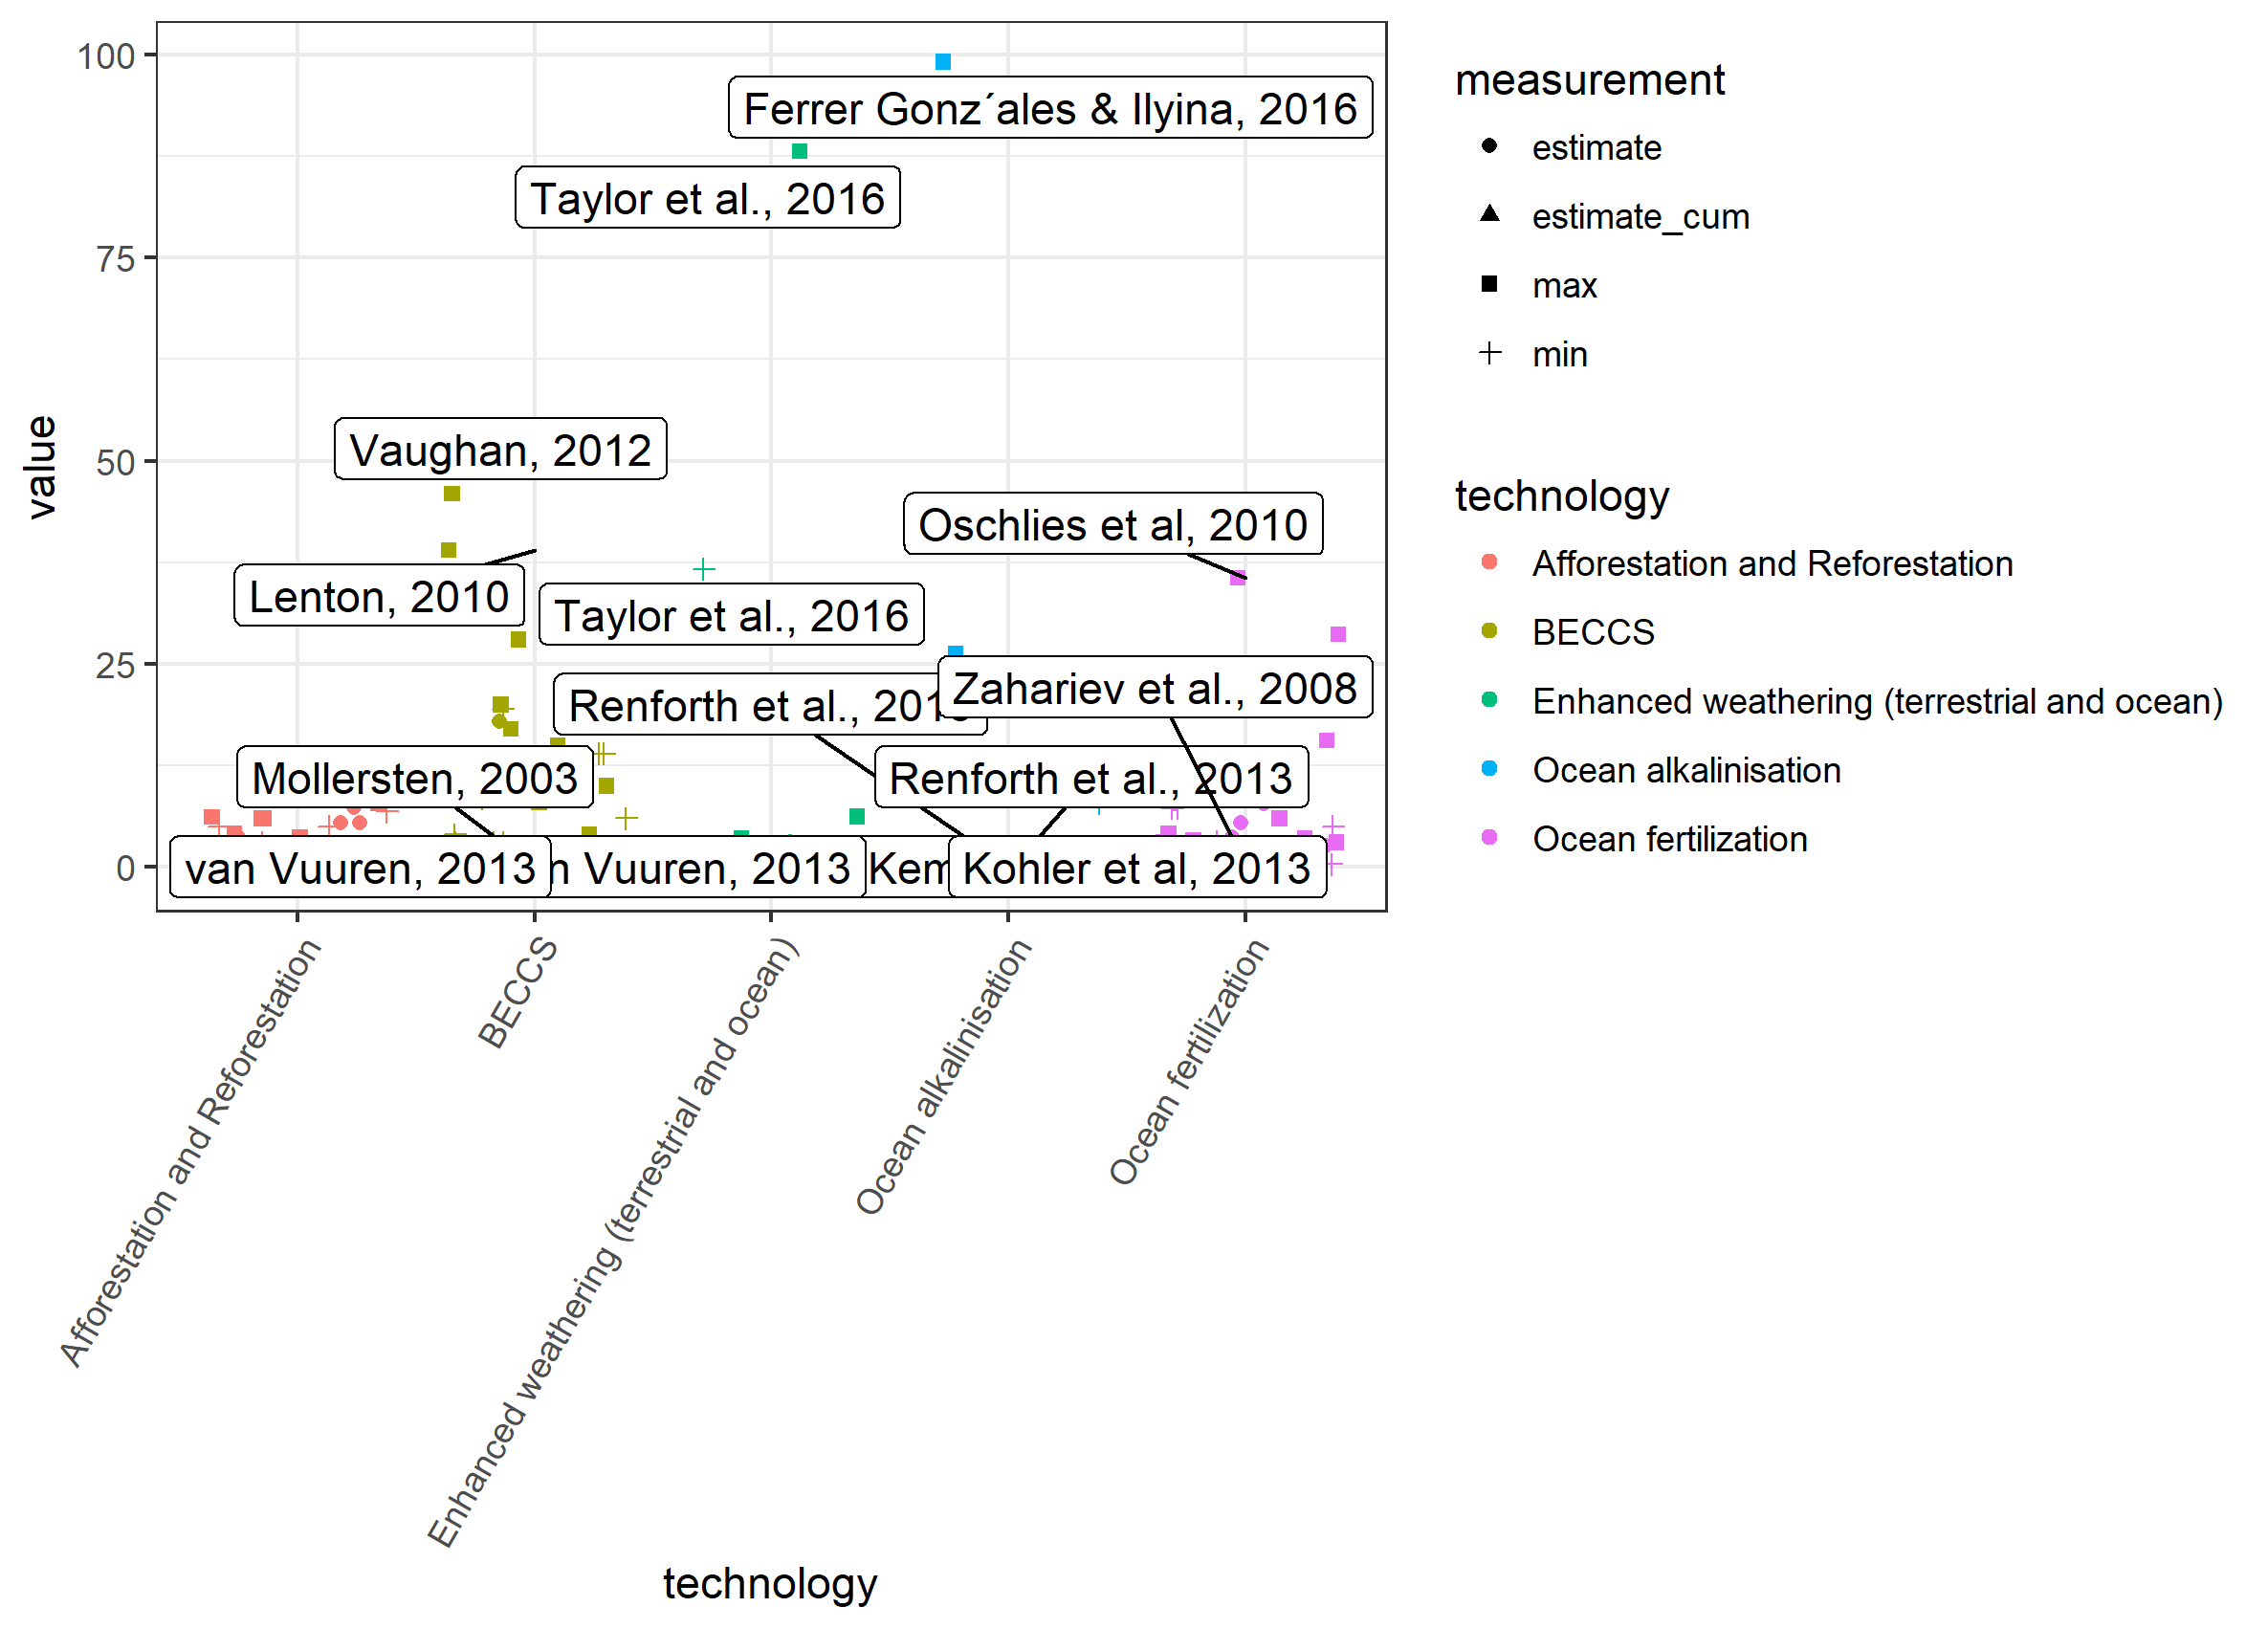 100
75
50
25
0
value
Ferrer Gonz´ales & Ilyina, 2016
Taylor et al., 2016
Vaughan, 2012
Oschlies et al, 2010
Lenton, 2010
Taylor et al., 2016
Zahariev et al., 2008
Renforth et al.,
Mollersten, 2003
Renforth et al., 2013
van Vuuren, 2013
Vuuren, 2013
Kohler et al, 2013
Afforestation and Reforestation
BECCS
Enhanced weathering (terrestrial and ocean)
Ocean alkalinisation
Ocean fertilization
technology
measurement
estimate
estimate_cum
max
min
technology
Afforestation and Reforestation
BECCS
Enhanced weathering (terrestrial and ocean)
Ocean alkalinisation
Ocean fertilization